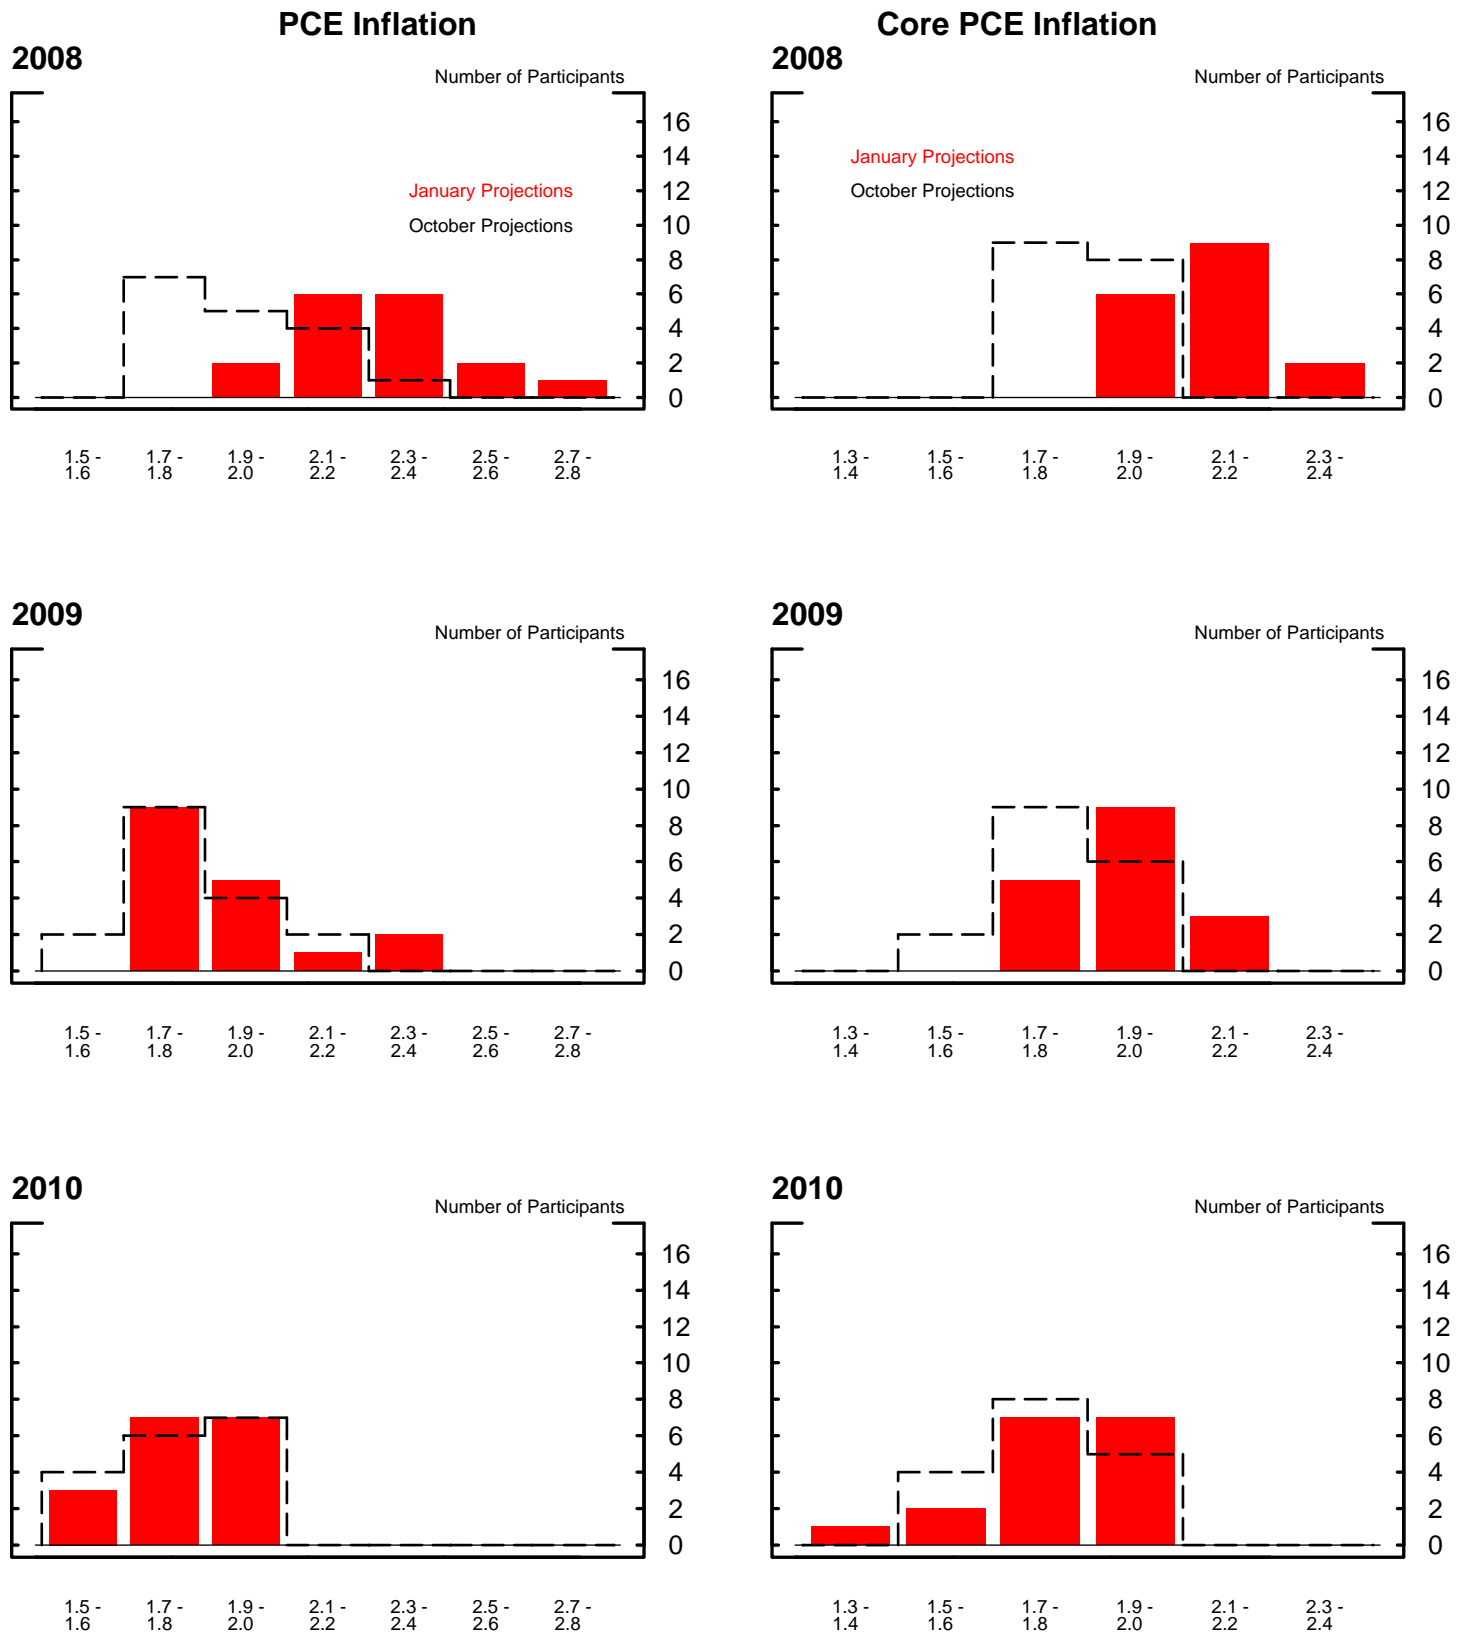 PCE Inflation
2008
Number of Participants
January Projections
October Projections
16
14
12
10
8
6
4
2
0
1.5 - 1.7 - 1.9 - 2.1 - 2.3 - 2.5 - 2.7 -
1.6 1.8 2.0 2.2 2.4 2.6 2.8
Core PCE Inflation
2008
Number of Participants
January Projections
October Projections
16
14
12
10
8
6
4
2
0
1.3 - 1.5 - 1.7 - 1.9 - 2.1 - 2.3 -
1.4 1.6 1.8 2.0 2.2 2.4
2009
Number of Participants
16
14
12
10
8
6
4
2
0
1.5 - 1.7 - 1.9 - 2.1 - 2.3 - 2.5 - 2.7 -
1.6 1.8 2.0 2.2 2.4 2.6 2.8
2009
Number of Participants
16
14
12
10
8
6
4
2
0
1.3 - 1.5 - 1.7 - 1.9 - 2.1 - 2.3 -
1.4 1.6 1.8 2.0 2.2 2.4
2010
Number of Participants
16
14
12
10
8
6
4
2
0
1.5 - 1.7 - 1.9 - 2.1 - 2.3 - 2.5 - 2.7 -
1.6 1.8 2.0 2.2 2.4 2.6 2.8
2010
Number of Participants
16
14
12
10
8
6
4
2
0
1.3 - 1.5 - 1.7 - 1.9 - 2.1 - 2.3 -
1.4 1.6 1.8 2.0 2.2 2.4